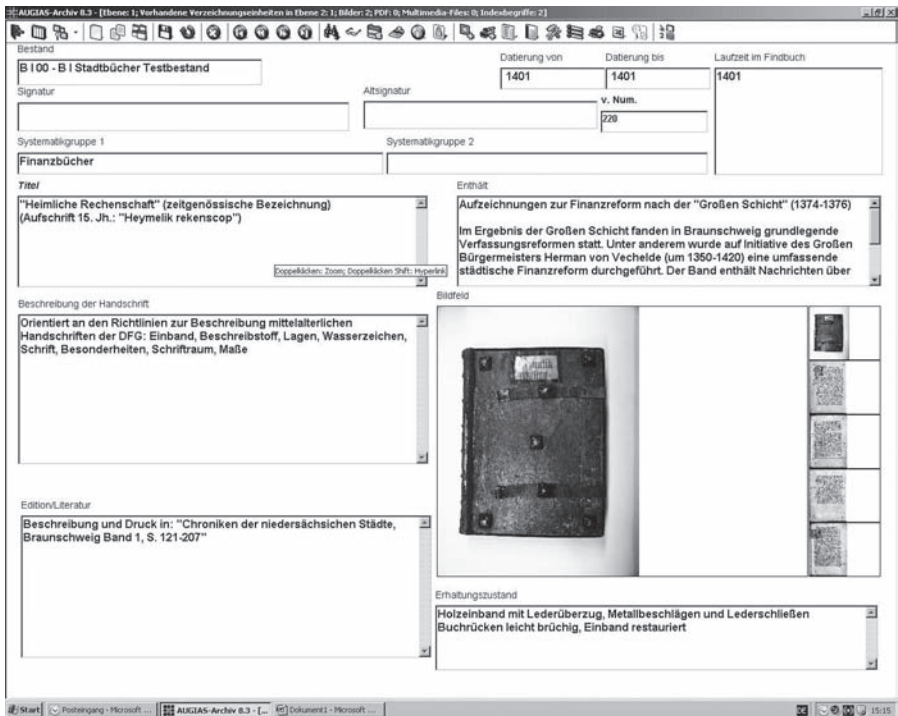 AUGIAS-Archiv 8.3 - [Ebene: 1; Vorhandene Verzeichnungseinheiten in Ebene 2: 1; Bilder: 2; PDF: 0; Multimedia-Files: 0; Indexbegriffe: 2]
Bestand
B I 00 - B I Stadtbücher Testbestand
Datierung von
Datierung bis
Laufzeit im Findbuch
1401
1401
1401
Signatur
Altsignatur
v. Num.
220
Systematikgruppe 1
Systematikgruppe 2
Finanzbücher
Titel
"Heimliche Rechenschaft" (zeitgenössische Bezeichnung)
(Aufschrift 15. Jh.: "Heymelik rekenscop")
Doppelklicken: Zoom; Doppelklicken Shift: Hyperlink
Enthält
Aufzeichnungen zur Finanzreform nach der "Großen Schicht" (1374-1376)
Im Ergebnis der Großen Schicht fanden in Braunschweig grundlegende
Verfassungsreformen statt. Unter anderem wurde auf Initiative des Großen
Bürgermeisters Herman von Vechelde (um 1350-1420) eine umfassende
städtische Finanzreform durchgeführt. Der Band enthält Nachrichten über
Beschreibung der Handschrift
Orientiert an den Richtlinien zur Beschreibung mittelalterlichen
Handschriften der DFG: Einband, Beschreibstoff, Lagen, Wasserzeichen,
Schrift, Besonderheiten, Schriftraum, Maße
Bildfeld
Edition/Literatur
Beschreibung und Druck in: "Chroniken der niedersächsichen Städte,
Braunschweig Band 1, S. 121-207"
Erhaltungszustand
Holzeinband mit Lederüberzug, Metallbeschlägen und Lederschließen
Buchrücken leicht brüchig, Einband restauriert
Start
Posteingang - Microsoft ...
AUGIAS-Archiv 8.3 - [...
Dokument1 - Microsoft ...
DE
15:15